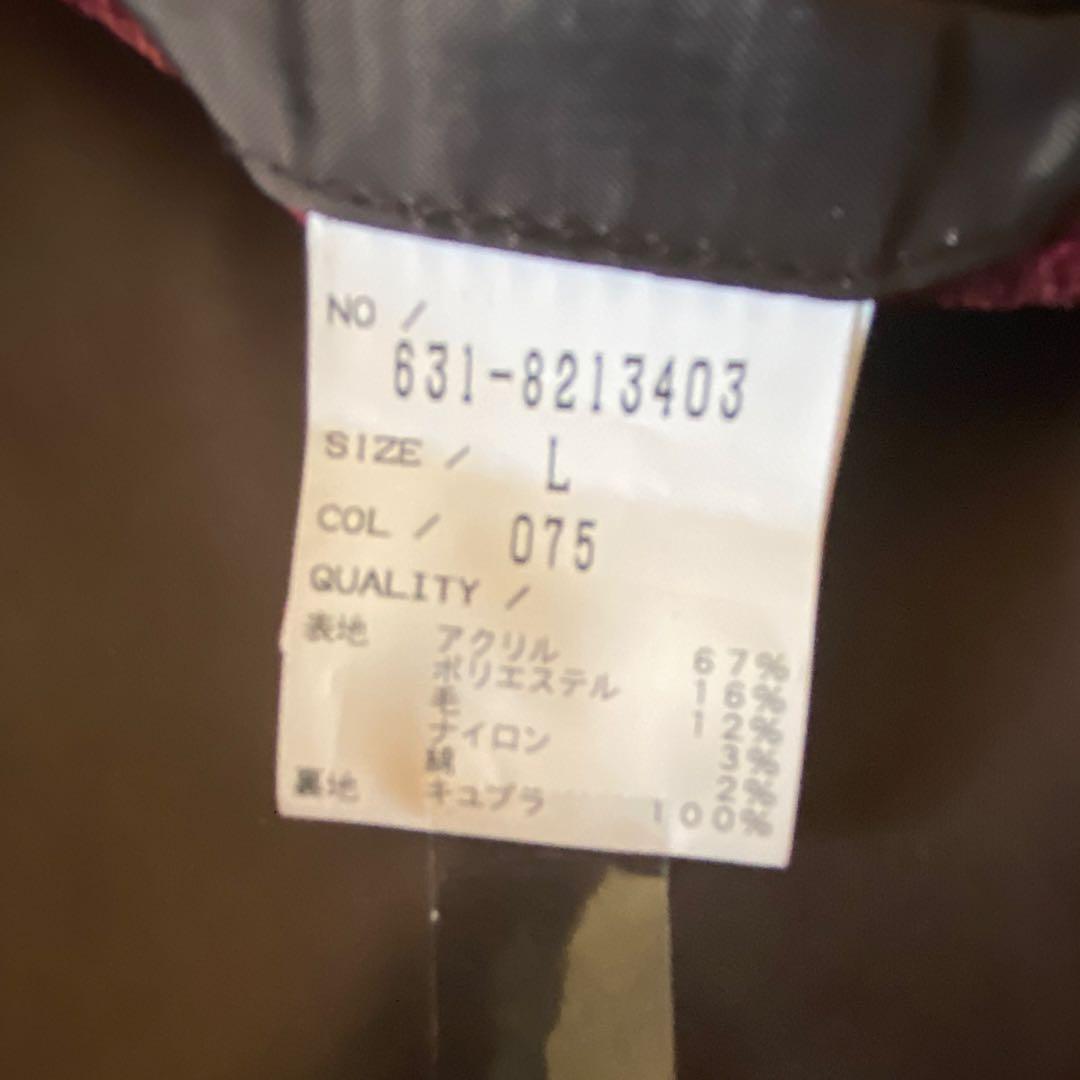 NO /
631-8213403
SIZE / L
COL / 075
QUALITY /
表地 アクリル 67%
ポリエステル 16%
毛 12%
ナイロン 3%
綿 2%
裏地 キュプラ 100%